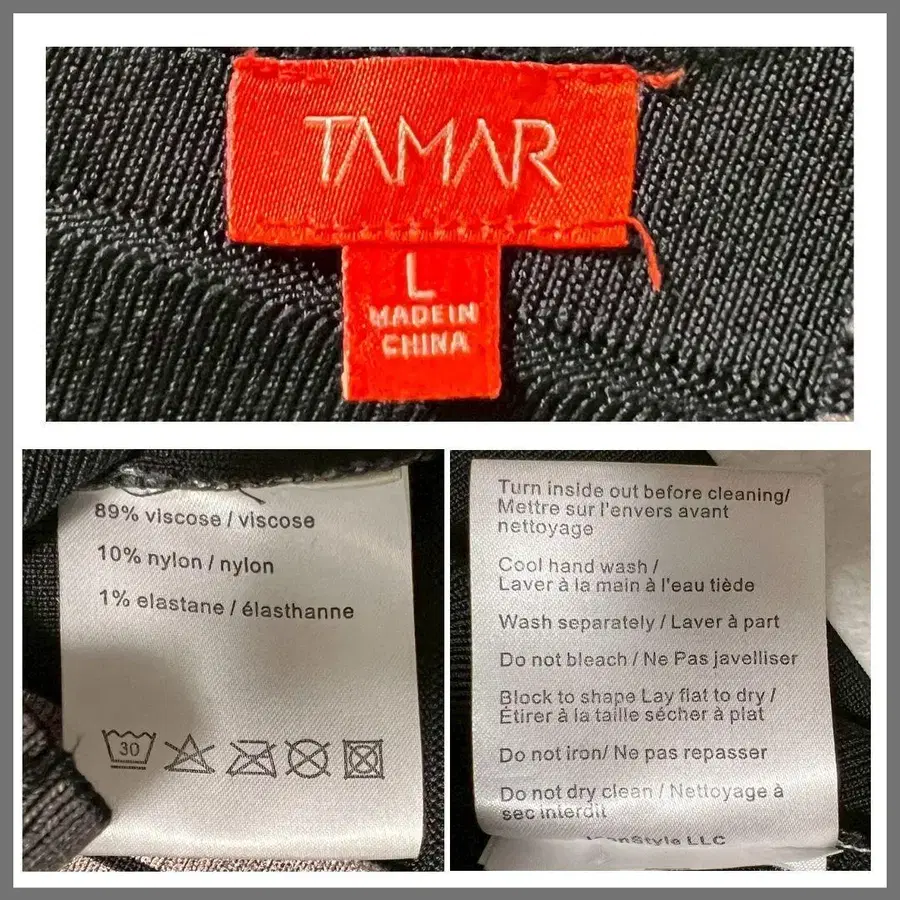 TAMAR
L
MADE IN
CHINA
89% viscose / viscose
10% nylon / nylon
1% elastane / élasthanne
30
Turn inside out before cleaning/
Mettre sur l'envers avant
nettoyage
Cool hand wash /
Laver à la main à l'eau tiède
Wash separately / Laver à part
Do not bleach / Ne Pas javelliser
Block to shape Lay flat to dry /
Étirer à la taille sécher à plat
Do not iron/ Ne pas repasser
Do not dry clean / Nettoyage à
sec interdit
LLC